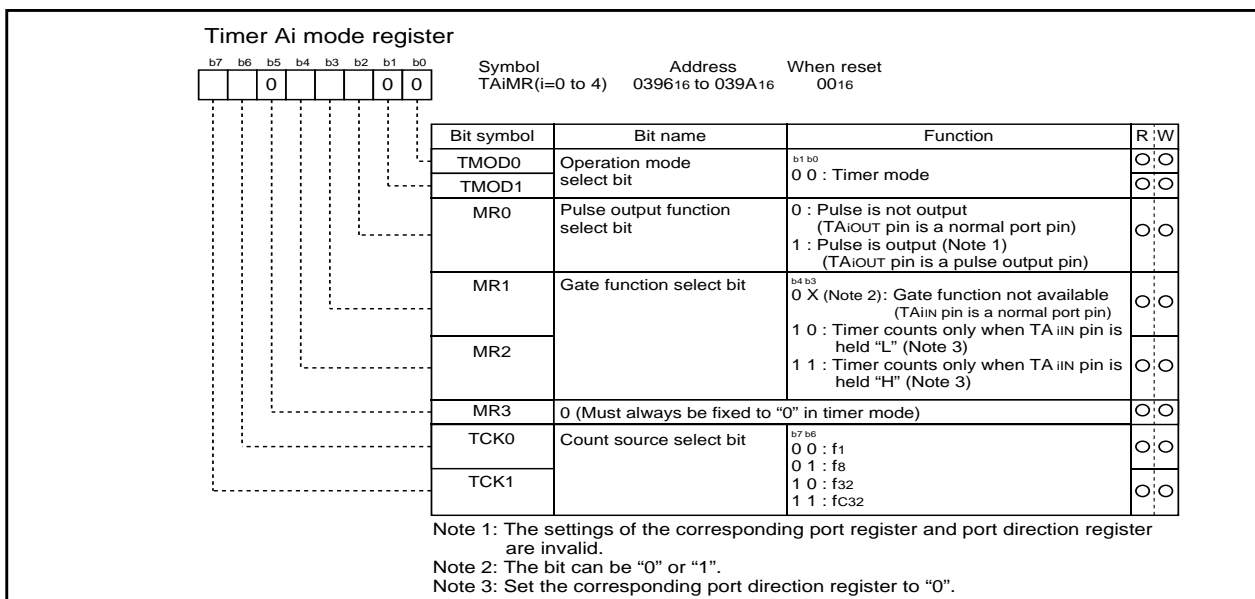 Timer Ai mode register
b7 b6 b5 b4 b3 b2 b1 b0
0 0 0
Symbol Address When reset
TAiMR(i=0 to 4) 039616 to 039A16 0016
Bit symbol Bit name Function R W
TMOD0 Operation mode select bit b1 b0
0 0 : Timer mode
TMOD1
MR0 Pulse output function select bit 0 : Pulse is not output
(TAiOUT pin is a normal port pin)
1 : Pulse is output (Note 1)
(TAiOUT pin is a pulse output pin)
MR1 Gate function select bit b4 b3
0 X (Note 2): Gate function not available
(TAiIN pin is a normal port pin)
1 0 : Timer counts only when TAiIN pin is
held “L” (Note 3)
MR2
1 1 : Timer counts only when TAiIN pin is
held “H” (Note 3)
MR3 0 (Must always be fixed to “0” in timer mode)
TCK0 Count source select bit b7 b6
0 0 : f1
0 1 : f8
TCK1
1 0 : f32
1 1 : fC32
Note 1: The settings of the corresponding port register and port direction register
are invalid.
Note 2: The bit can be “0” or “1”.
Note 3: Set the corresponding port direction register to “0”.